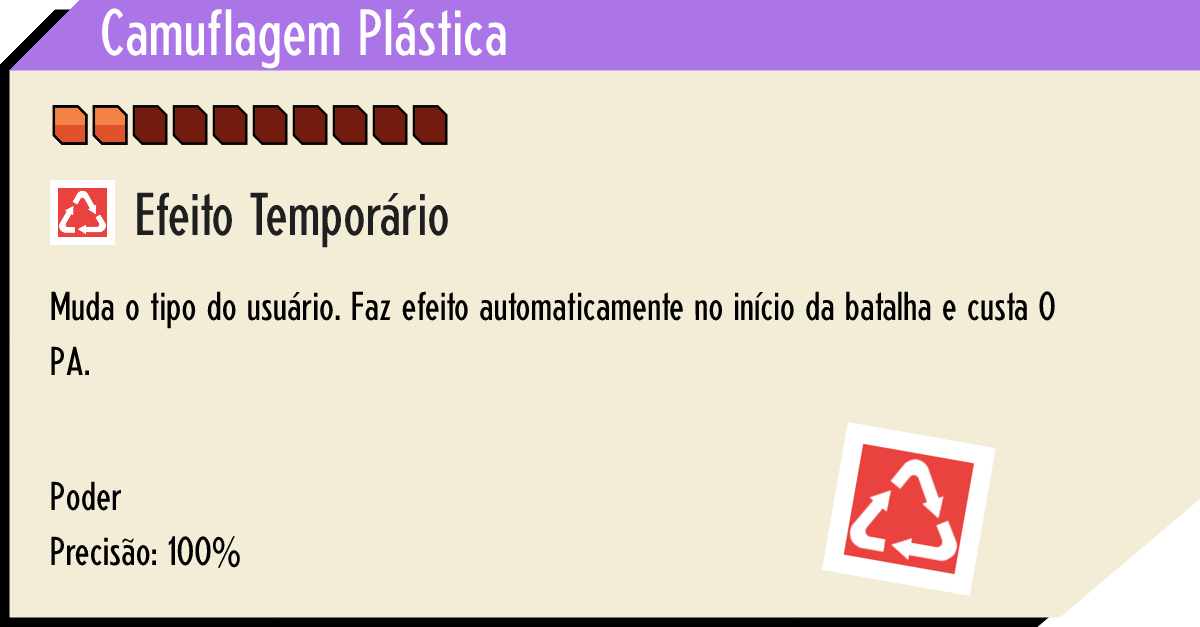 Camuflagem Plástica
Efeito Temporário
Muda o tipo do usuário. Faz efeito automaticamente no início da batalha e custa 0
PA.
Poder
Precisão: 100%